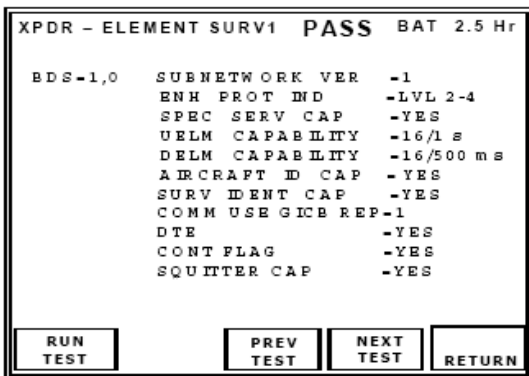 XPDR – ELEMENT SURV1 PASS BAT 2.5 Hr
BDS=1,0 SUBNETWORK VER =1
ENH PROT IND =LVL 2-4
SPEC SERV CAP =YES
UELM CAPABILITY =16/1 s
DELM CAPABILITY =16/500 ms
AIRCRAFT ID CAP = YES
SURV IDENT CAP =YES
COMM USE GICB REP=1
DTE =YES
CONT FLAG =YES
SQUITTER CAP =YES
RUN TEST
PREV TEST
NEXT TEST
RETURN